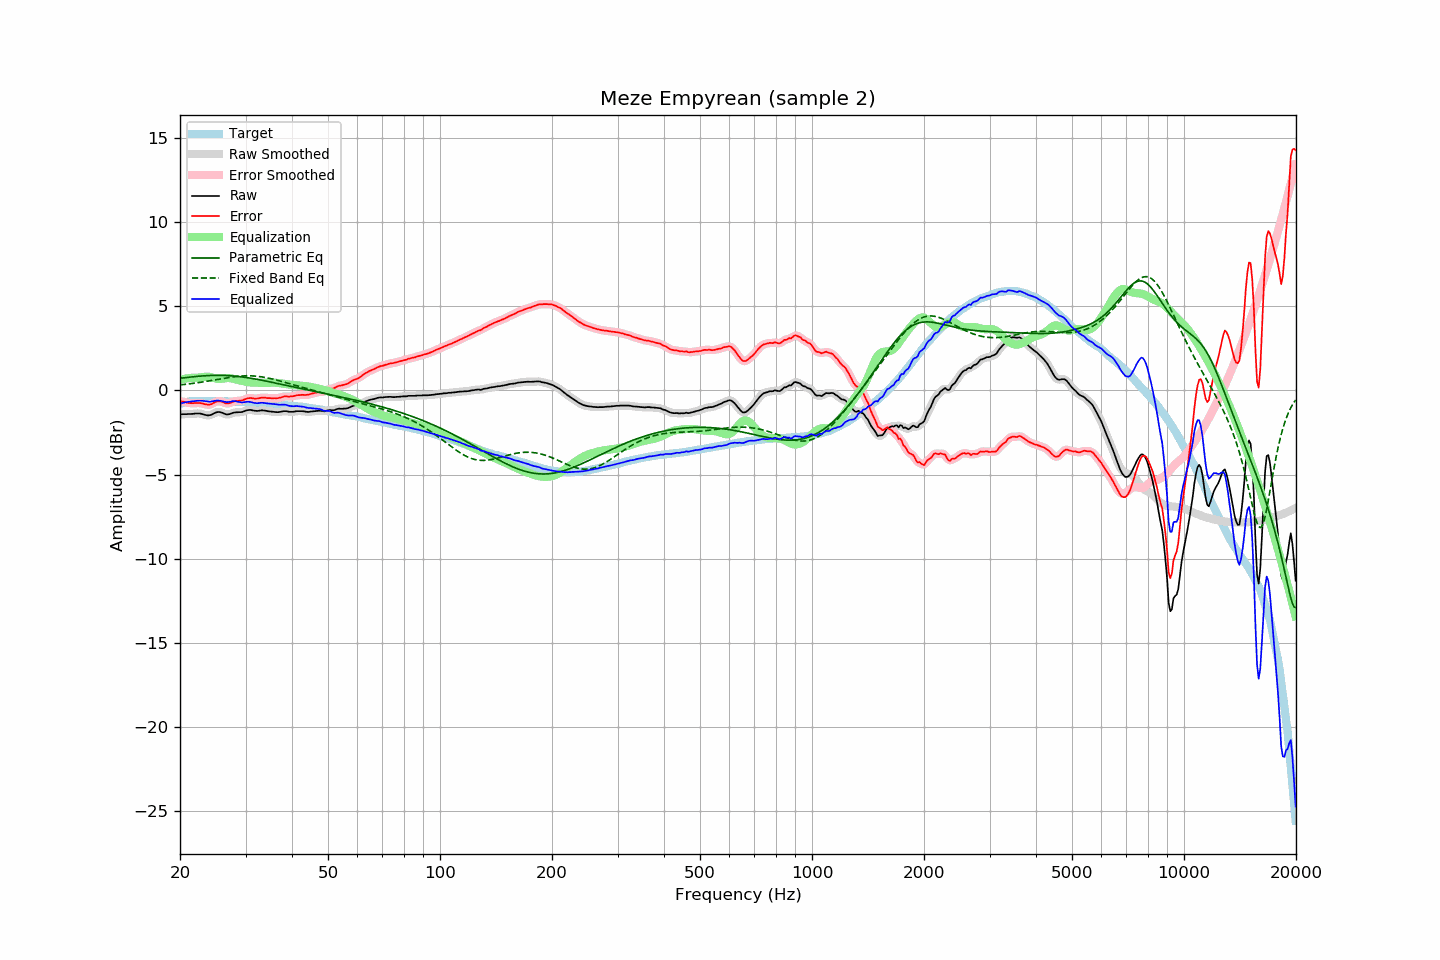 Meze Empyrean (sample 2)
Target
Raw Smoothed
Error Smoothed
Raw
Error
Equalization
Parametric Eq
Fixed Band Eq
Equalized
15
10
5
0
−5
−10
−15
−20
−25
Amplitude (dBr)
20 50 100 200 500 1000 2000 5000 10000 20000
Frequency (Hz)